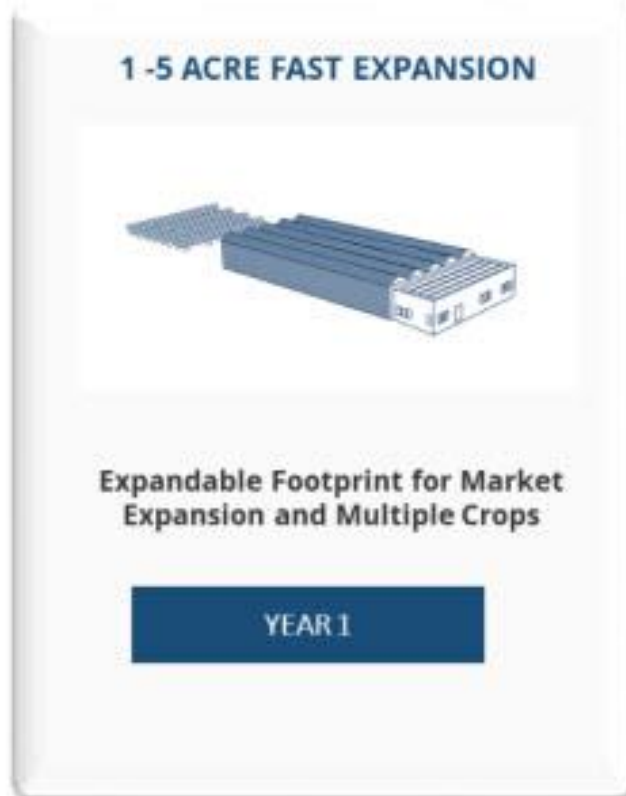 1 -5 ACRE FAST EXPANSION
Expandable Footprint for Market
Expansion and Multiple Crops
YEAR 1